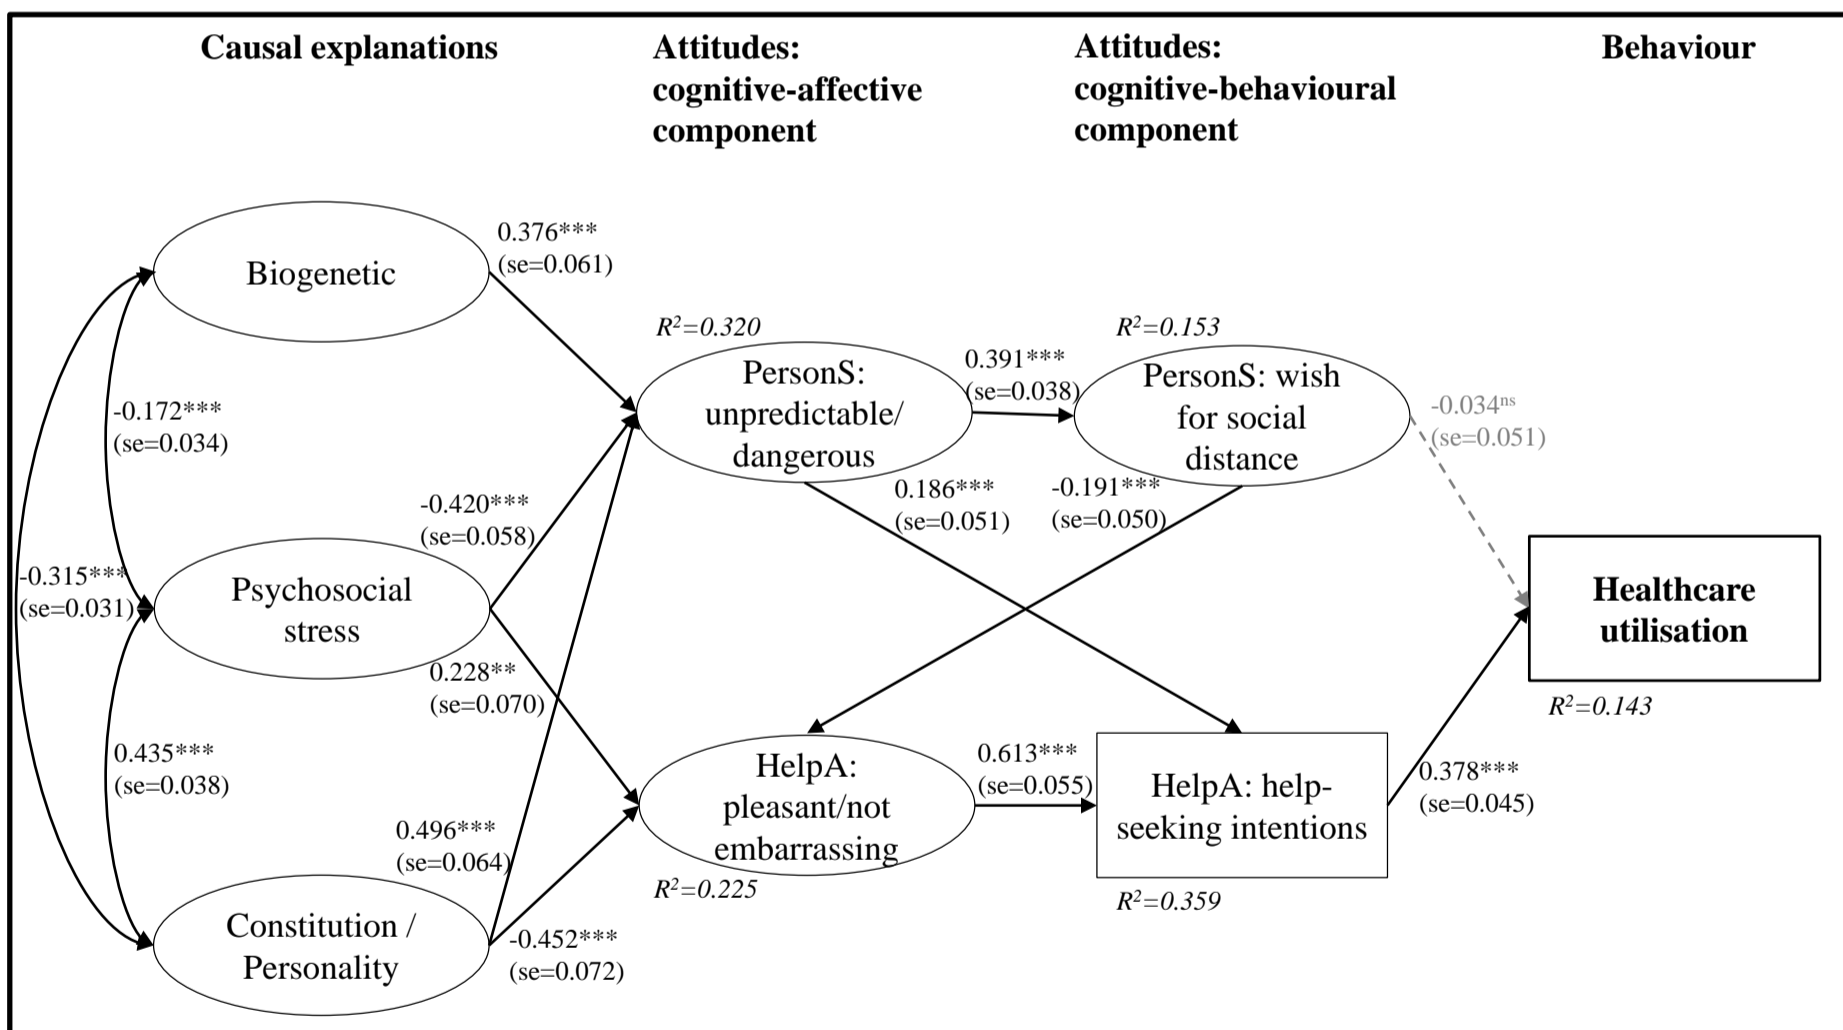 Causal explanations
Attitudes:
cognitive-affective
component
Attitudes:
cognitive-behavioural
component
Behaviour
Biogenetic
0.376***
(se=0.061)
R²=0.320
R²=0.153
PersonS:
unpredictable/
dangerous
0.391***
(se=0.038)
PersonS: wish
for social
distance
-0.034ⁿˢ
(se=0.051)
-0.172***
(se=0.034)
-0.420***
(se=0.058)
0.186***
(se=0.051)
-0.191***
(se=0.050)
-0.315***
(se=0.031)
Psychosocial
stress
Healthcare
utilisation
R²=0.143
0.228**
(se=0.070)
0.435***
(se=0.038)
0.496***
(se=0.064)
HelpA:
pleasant/not
embarrassing
R²=0.225
0.613***
(se=0.055)
HelpA: help-
seeking intentions
R²=0.359
0.378***
(se=0.045)
Constitution /
Personality
-0.452***
(se=0.072)